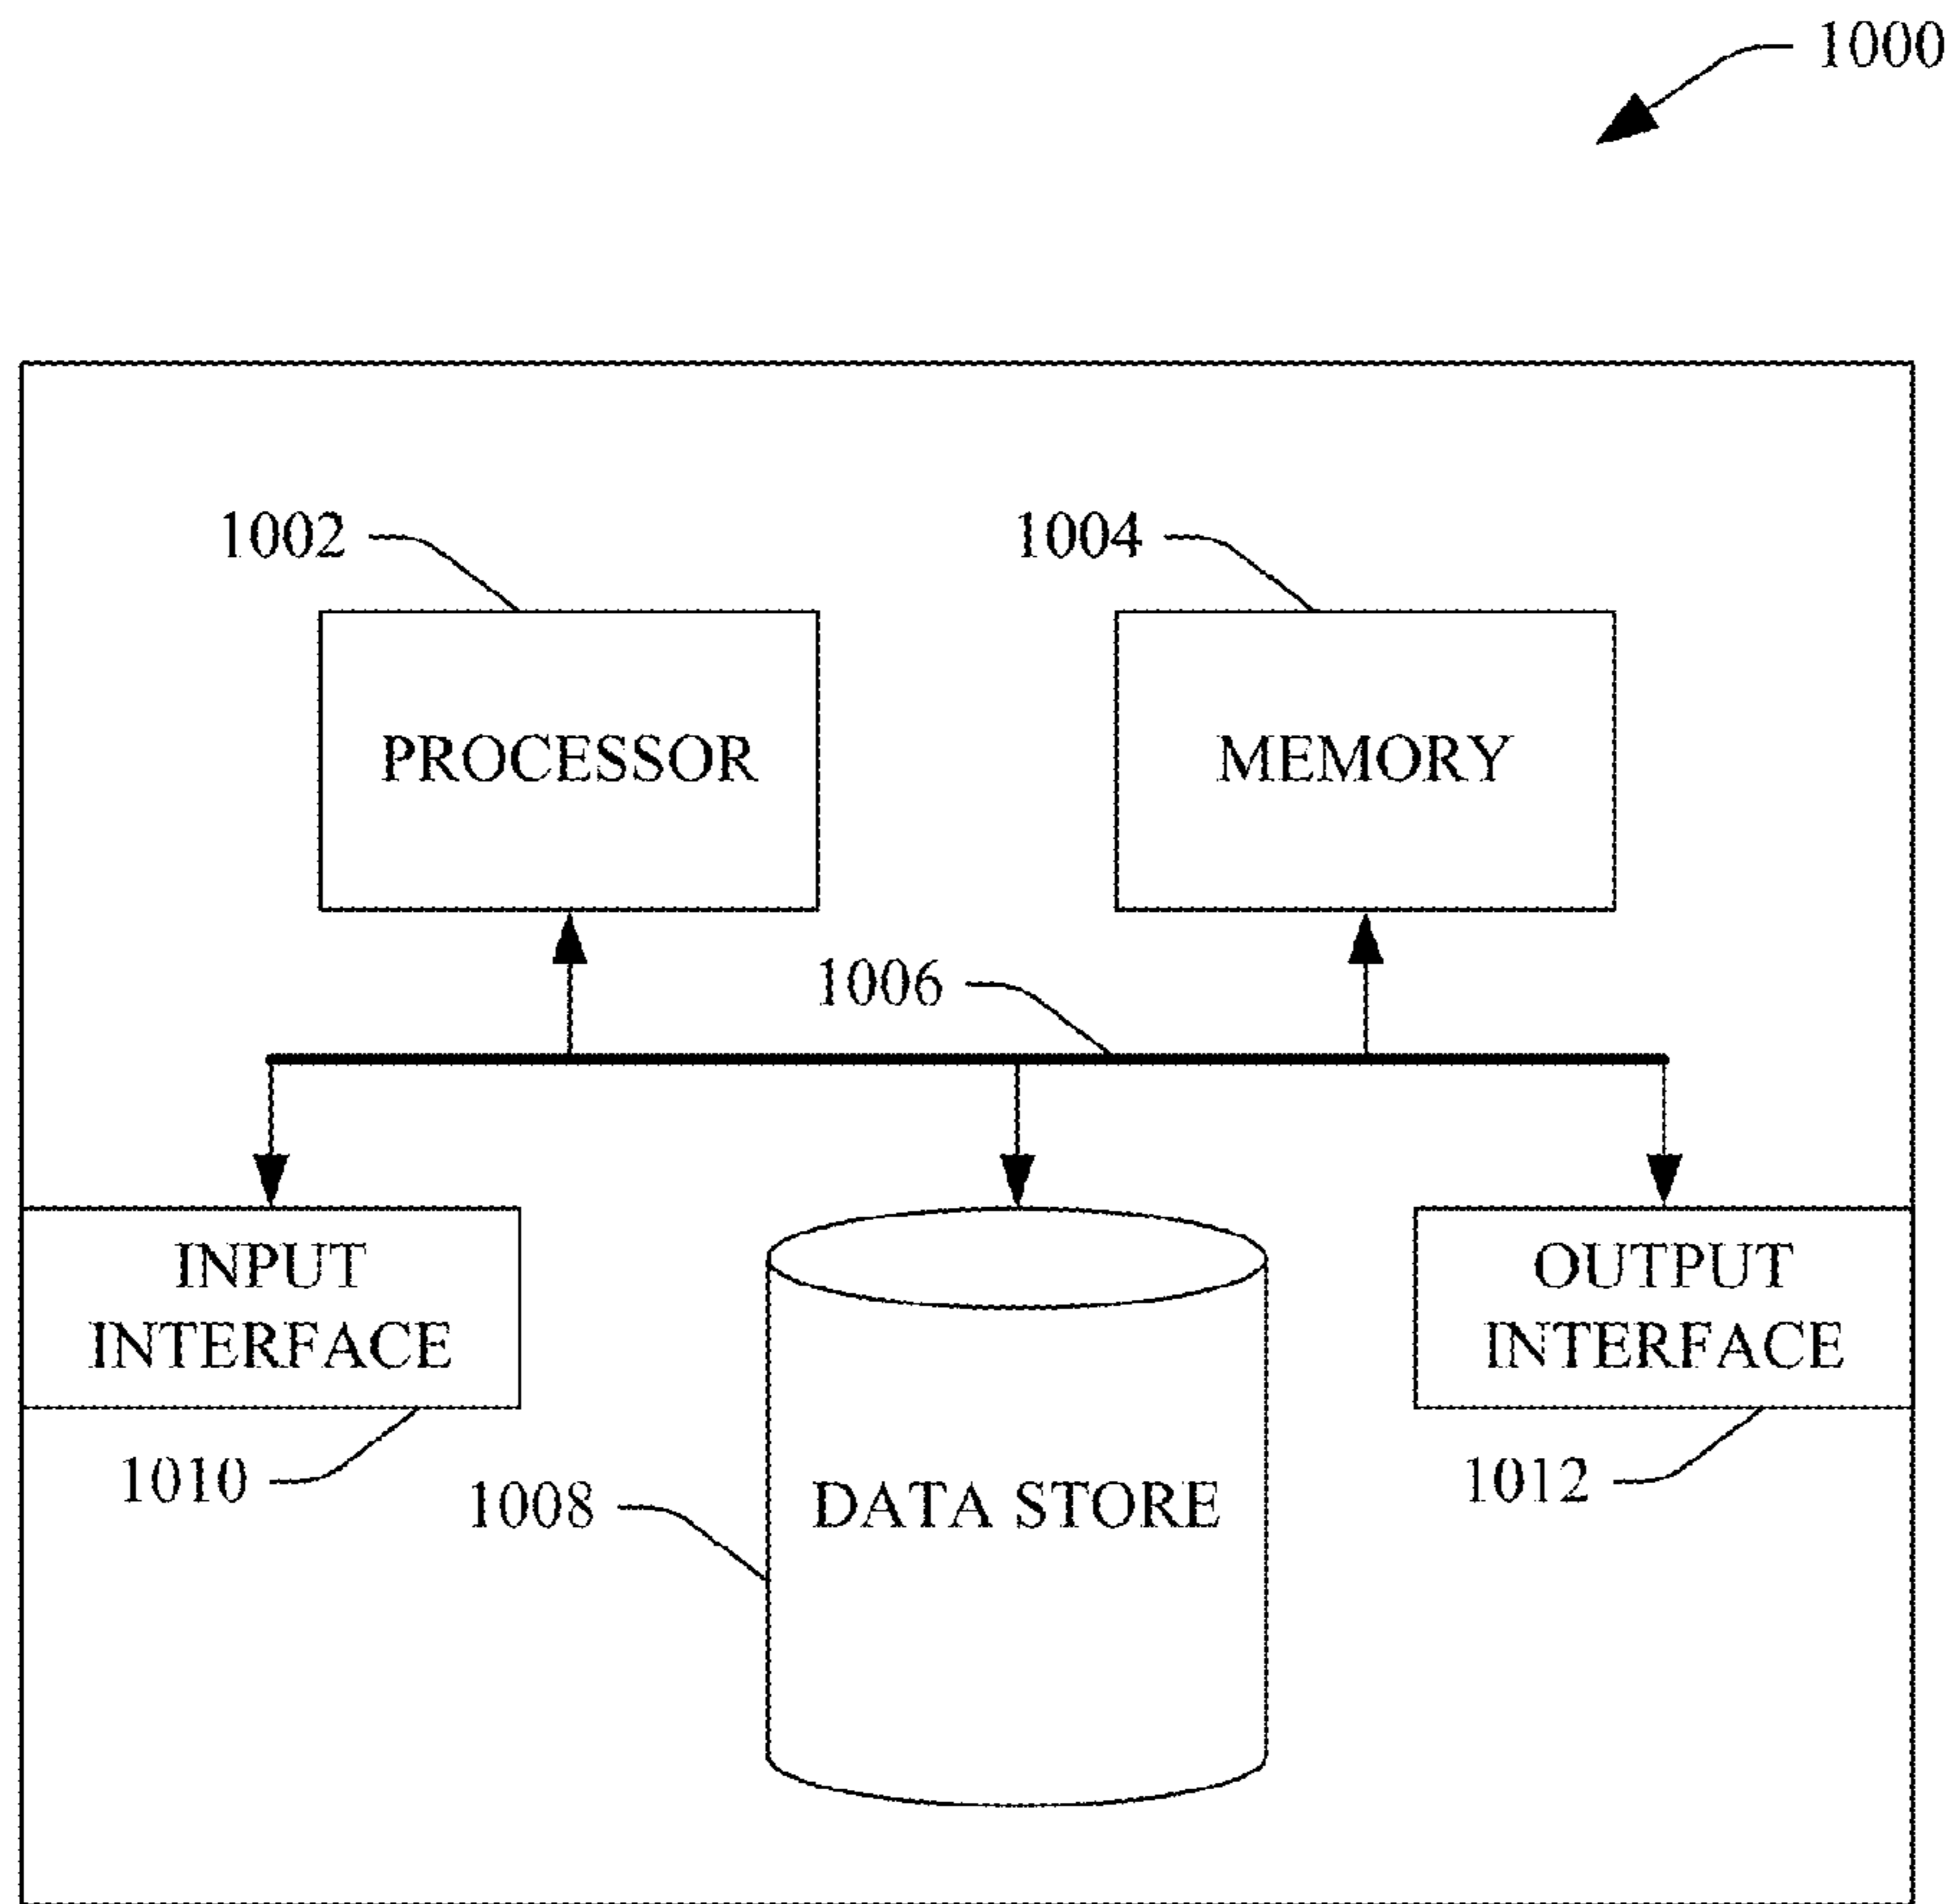 1000
1002
1004
PROCESSOR
MEMORY
1006
INPUT
INTERFACE
OUTPUT
INTERFACE
1010
1008
DATA STORE
1012